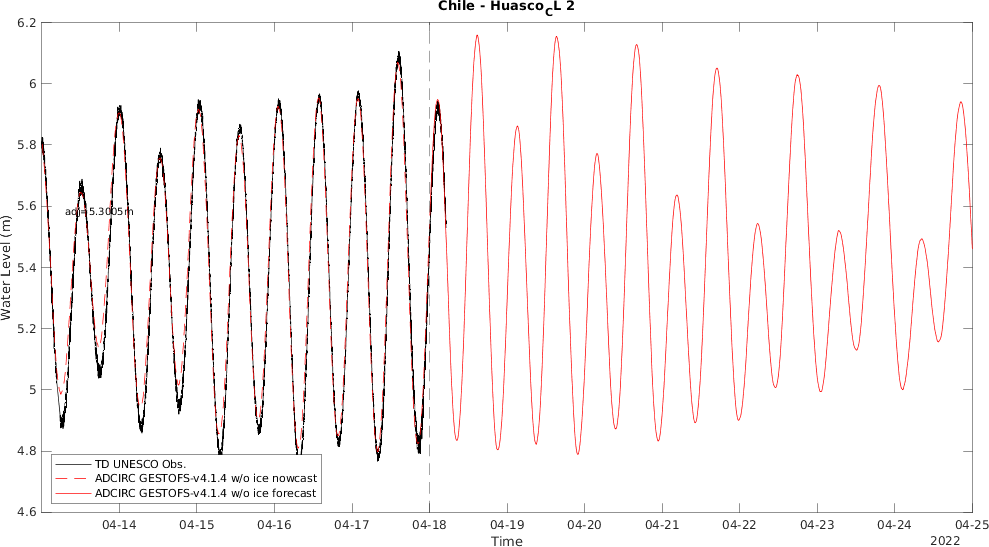 Chile - Huasco_CL 2
6.2
6
5.8
5.6
5.4
5.2
5
4.8
4.6
Water Level (m)
adj=5.3005m
TD UNESCO Obs.
ADCIRC GESTOFS-v4.1.4 w/o ice nowcast
ADCIRC GESTOFS-v4.1.4 w/o ice forecast
04-14 04-15 04-16 04-17 04-18 04-19 04-20 04-21 04-22 04-23 04-24 04-25
Time
2022